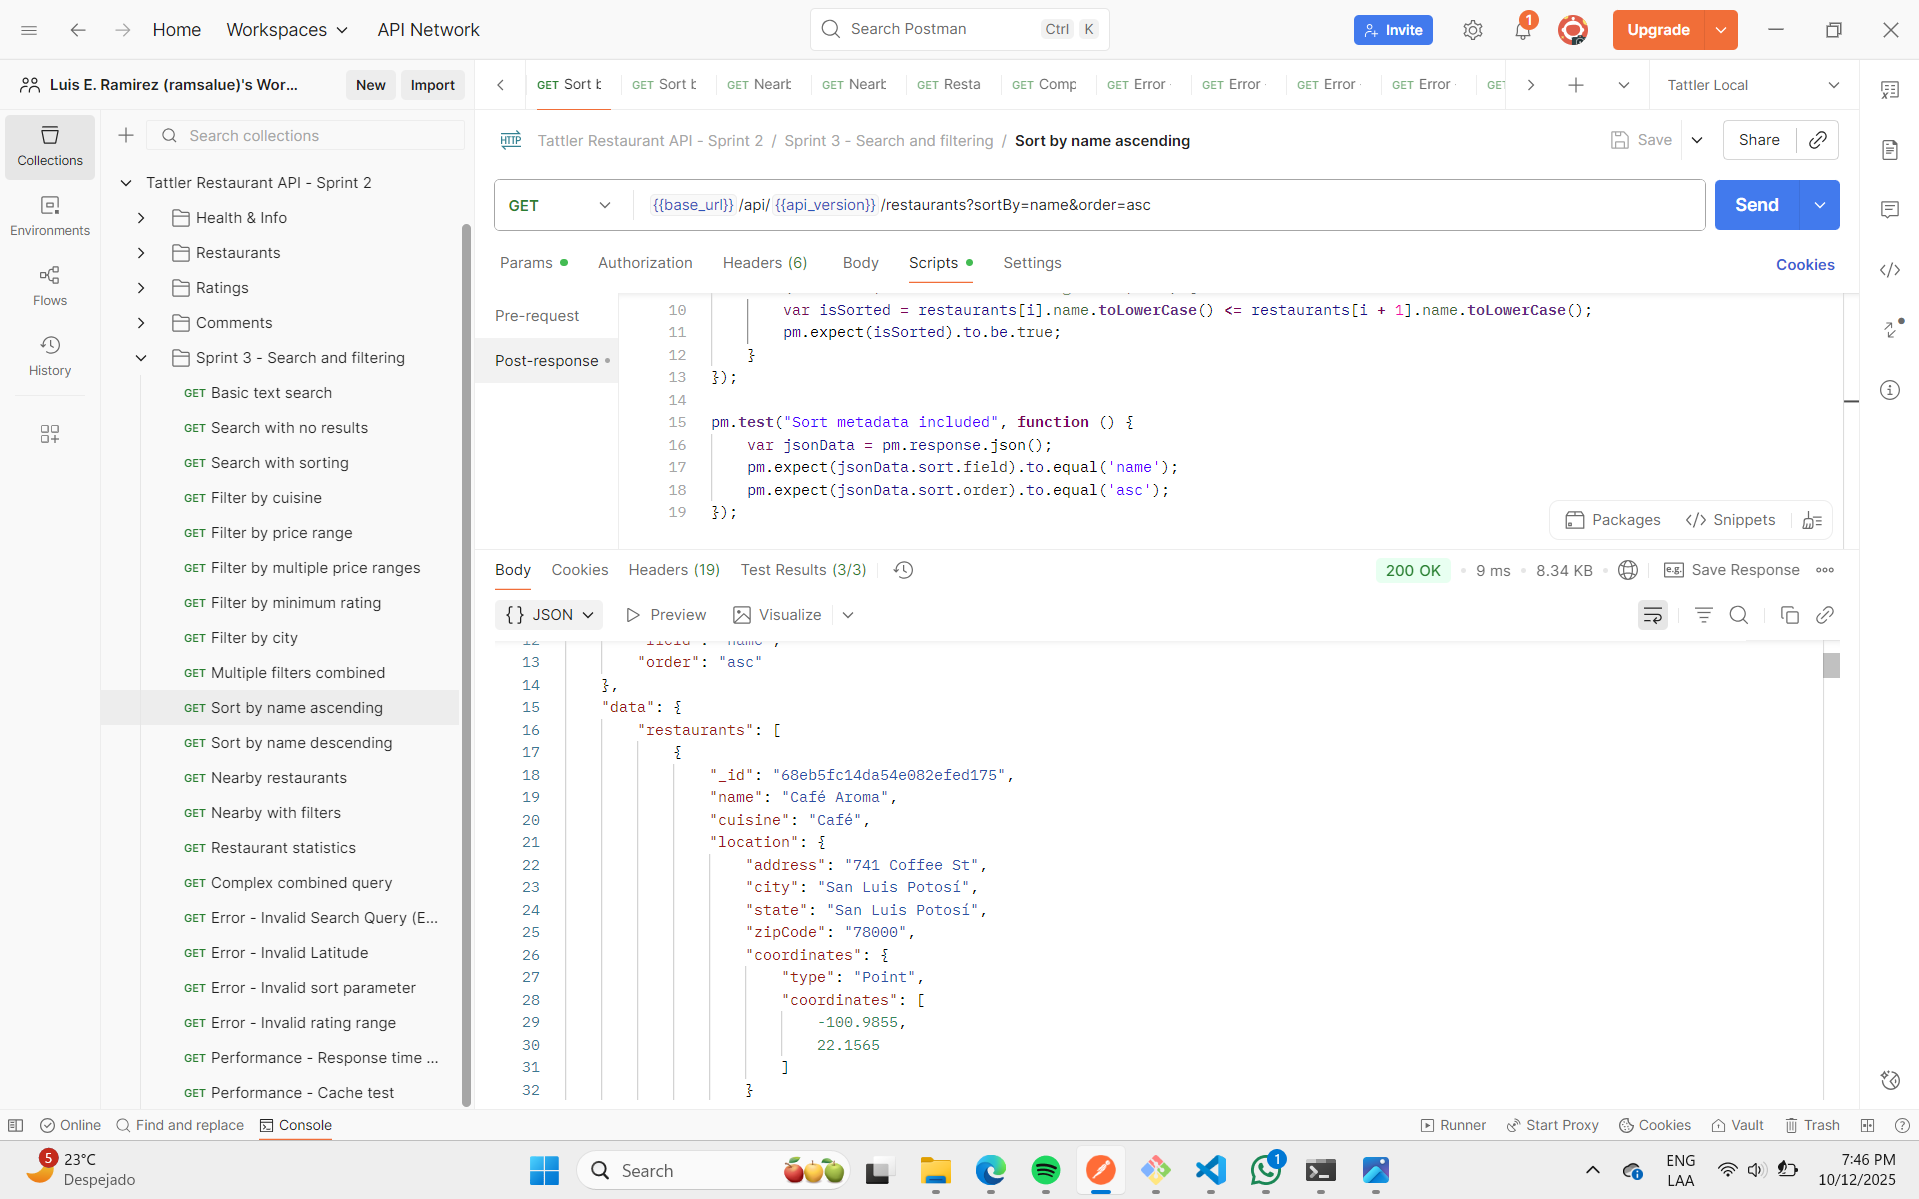 Home
Workspaces
API Network
Search Postman
Ctrl K
Invite
1
Upgrade
Luis E. Ramirez (ramsalue)'s Wor...
New
Import
GET Sort b
GET Sort b
GET Nearb
GET Nearb
GET Resta
GET Comp
GET Error
GET Error
GET Error
GET Error
GET
Tattler Local
Collections
Environments
Flows
History
Search collections
Tattler Restaurant API - Sprint 2
Health & Info
Restaurants
Ratings
Comments
Sprint 3 - Search and filtering
GET Basic text search
GET Search with no results
GET Search with sorting
GET Filter by cuisine
GET Filter by price range
GET Filter by multiple price ranges
GET Filter by minimum rating
GET Filter by city
GET Multiple filters combined
GET Sort by name ascending
GET Sort by name descending
GET Nearby restaurants
GET Nearby with filters
GET Restaurant statistics
GET Complex combined query
GET Error - Invalid Search Query (E...
GET Error - Invalid Latitude
GET Error - Invalid sort parameter
GET Error - Invalid rating range
GET Performance - Response time ...
GET Performance - Cache test
HTTP Tattler Restaurant API - Sprint 2 / Sprint 3 - Search and filtering / Sort by name ascending
Save
Share
GET {{base_url}} /api/ {{api_version}} /restaurants?sortBy=name&order=asc
Send
Params Authorization Headers (6) Body Scripts Settings
Cookies
Pre-request
Post-response
10 var isSorted = restaurants[i].name.toLowerCase() <= restaurants[i + 1].name.toLowerCase();
11 pm.expect(isSorted).to.be.true;
12 }
13 });
14
15 pm.test("Sort metadata included", function () {
16 var jsonData = pm.response.json();
17 pm.expect(jsonData.sort.field).to.equal('name');
18 pm.expect(jsonData.sort.order).to.equal('asc');
19 });
Packages
Snippets
Body Cookies Headers (19) Test Results (3/3)
200 OK • 9 ms • 8.34 KB
e.g. Save Response
{} JSON
Preview
Visualize
12 "field": "name",
13 "order": "asc"
14 },
15 "data": {
16 "restaurants": [
17 {
18 "_id": "68eb5fc14da54e082efed175",
19 "name": "Café Aroma",
20 "cuisine": "Café",
21 "location": {
22 "address": "741 Coffee St",
23 "city": "San Luis Potosí",
24 "state": "San Luis Potosí",
25 "zipCode": "78000",
26 "coordinates": {
27 "type": "Point",
28 "coordinates": [
29 -100.9855,
30 22.1565
31 ]
32 }
Online
Find and replace
Console
Runner
Start Proxy
Cookies
Vault
Trash
5
23°C
Despejado
Search
1
ENG
LAA
7:46 PM
10/12/2025